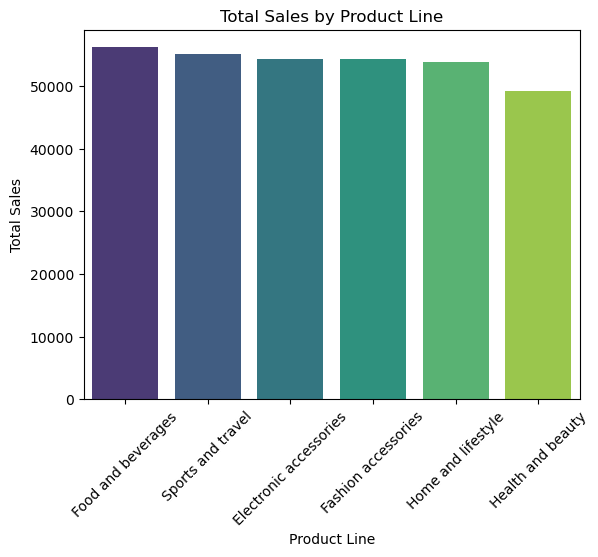 Total Sales by Product Line
Total Sales
50000
40000
30000
20000
10000
0
Food and beverages
Sports and travel
Electronic accessories
Fashion accessories
Home and lifestyle
Health and beauty
Product Line